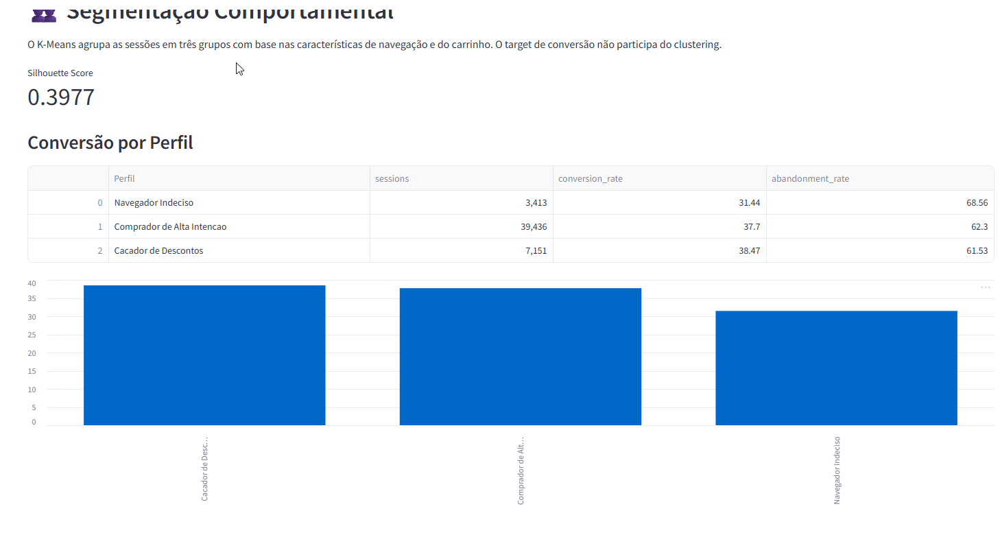 Segmentação Comportamental
O K-Means agrupa as sessões em três grupos com base nas características de navegação e do carrinho. O target de conversão não participa do clustering.
Silhouette Score
0.3977
Conversão por Perfil
Perfil sessions conversion_rate abandonment_rate
0 Navegador Indeciso 3,413 31.44 68.56
1 Comprador de Alta Intencao 39,436 37.7 62.3
2 Cacador de Descontos 7,151 38.47 61.53
40
35
30
25
20
15
10
5
0
Cacador de Desc…
Comprador de Alt…
Navegador Indeciso